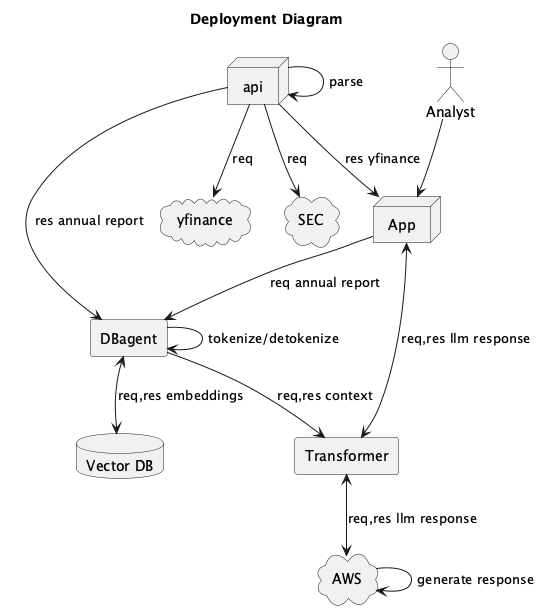 Deployment Diagram
api
parse
Analyst
req
req
res yfinance
res annual report
yfinance
SEC
App
req annual report
DBagent
tokenize/detokenize
req,res llm response
req,res embeddings
req,res context
Vector DB
Transformer
req,res llm response
AWS
generate response